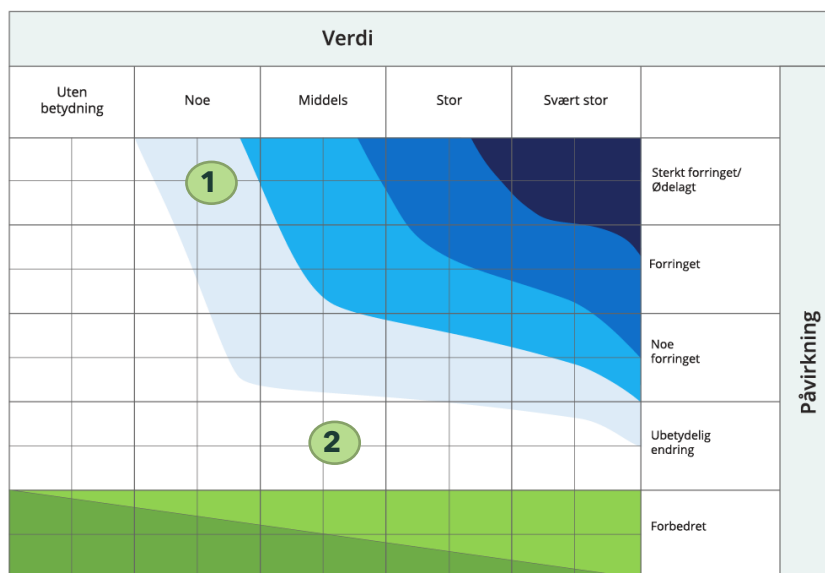 Verdi
Uten
betydning
Noe
Middels
Stor
Svært stor
Påvirkning
1
Sterkt forringet/
Ødelagt
Forringet
Noe
forringet
2
Ubetydelig
endring
Forbedret